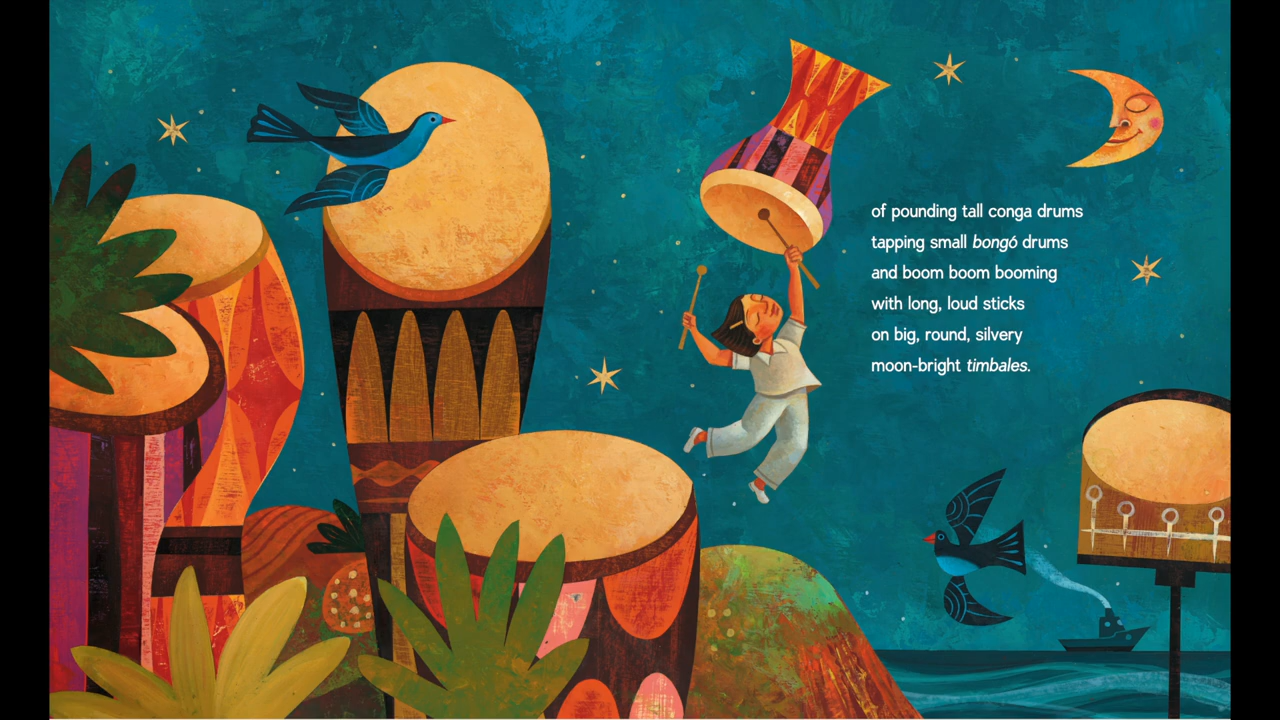 of pounding tall conga drums
tapping small bongó drums
and boom boom booming
with long, loud sticks
on big, round, silvery
moon-bright timbales.